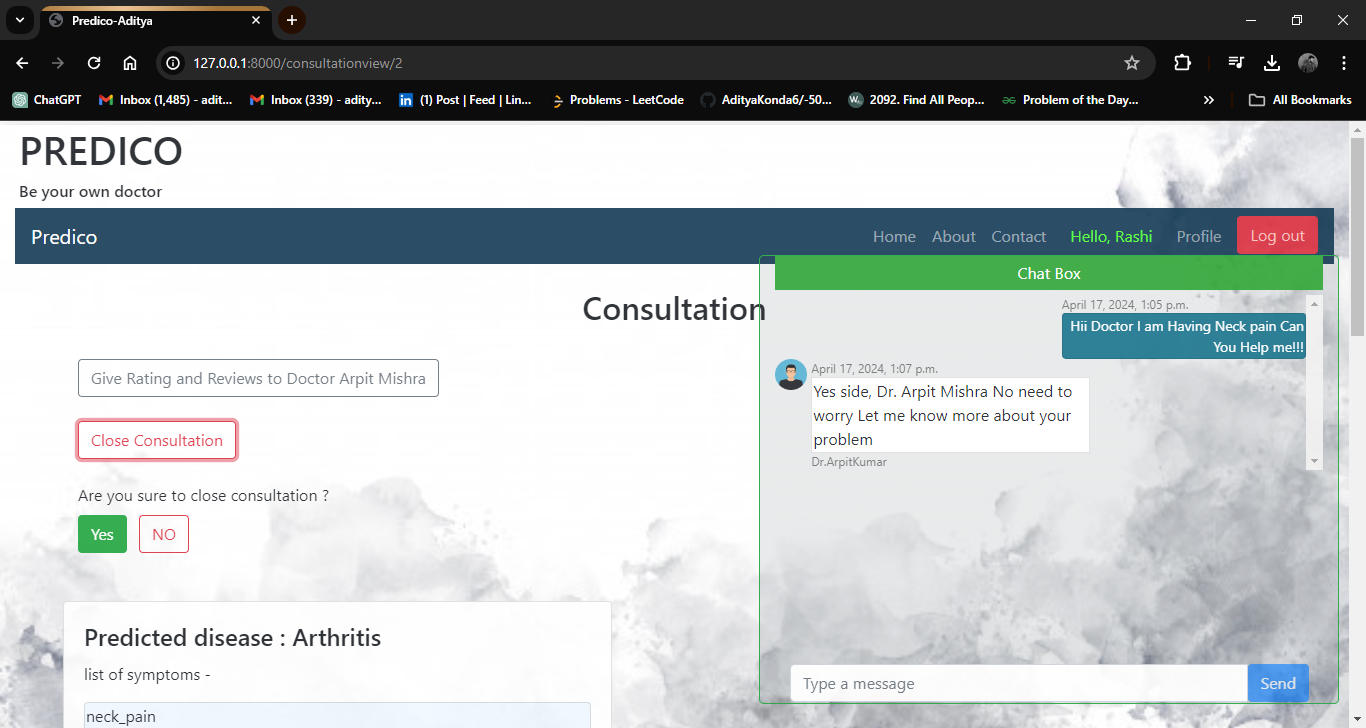 Predico-Aditya
127.0.0.1:8000/consultationview/2
ChatGPT
Inbox (1,485) - adit...
Inbox (339) - adity...
(1) Post | Feed | Lin...
Problems - LeetCode
AdityaKonda6/-50...
2092. Find All Peop...
Problem of the Day...
All Bookmarks
PREDICO
Be your own doctor
Predico
Home
About
Contact
Hello, Rashi
Profile
Log out
Consultation
Give Rating and Reviews to Doctor Arpit Mishra
Close Consultation
Are you sure to close consultation ?
Yes
NO
Predicted disease : Arthritis
list of symptoms -
neck_pain
Chat Box
April 17, 2024, 1:05 p.m.
Hii Doctor I am Having Neck pain Can
You Help me!!!
April 17, 2024, 1:07 p.m.
Yes side, Dr. Arpit Mishra No need to
worry Let me know more about your
problem
Dr.ArpitKumar
Type a message
Send